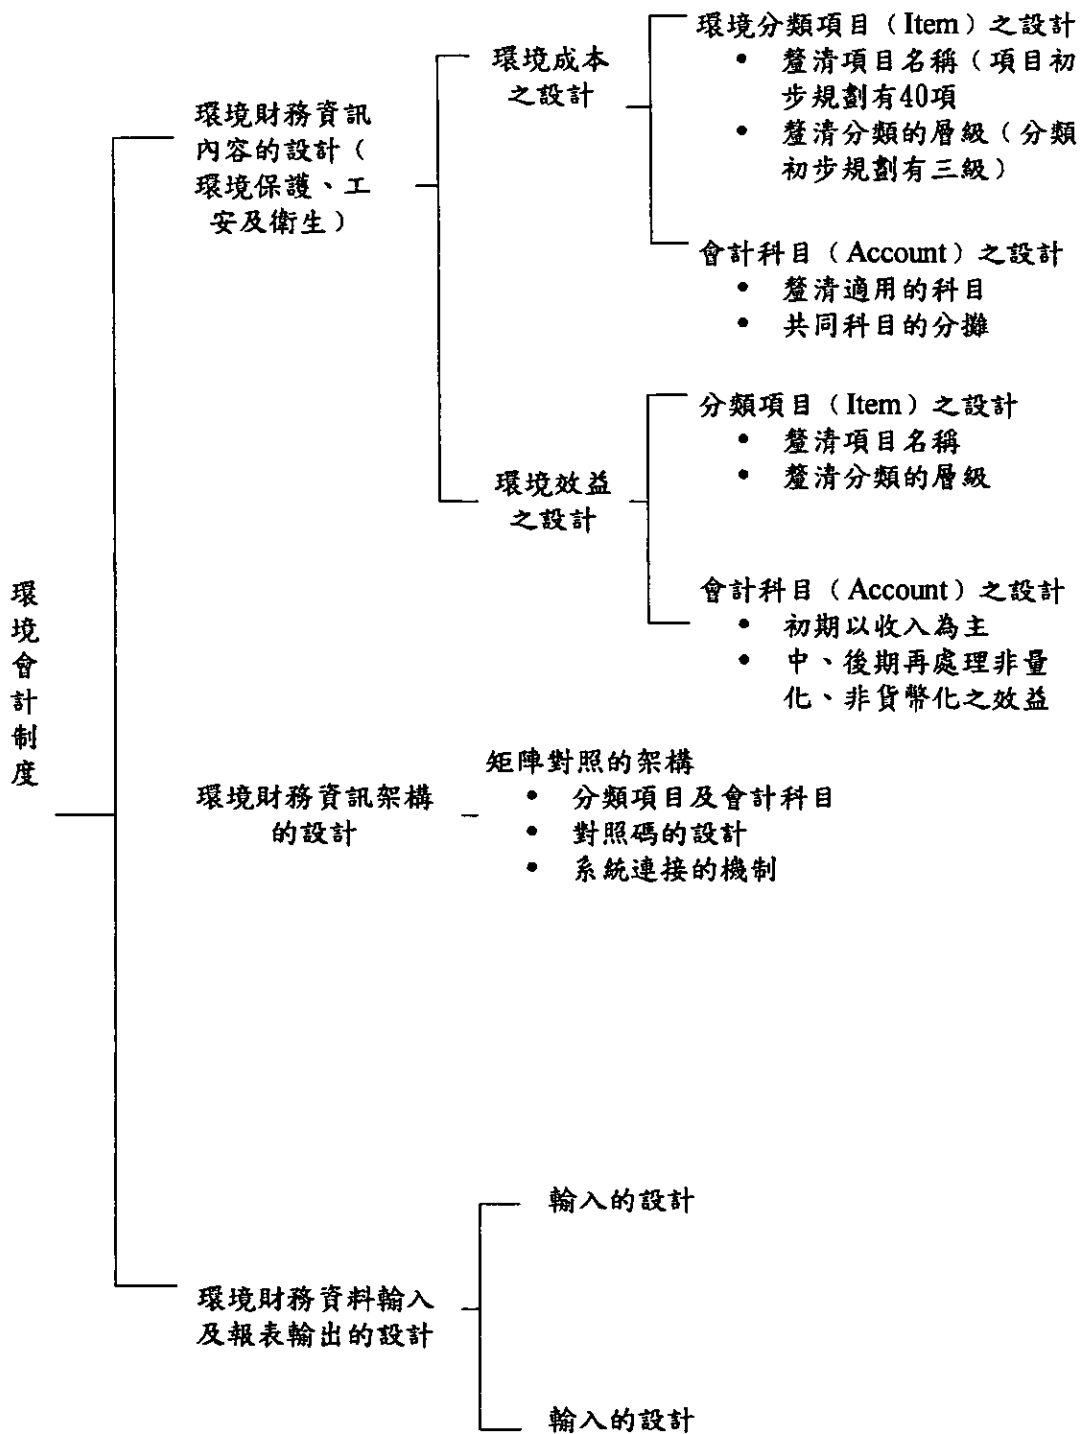 環境會計制度
環境財務資訊
內容的設計（
環境保護、工
安及衛生）
環境成本
之設計
環境分類項目（Item）之設計
• 釐清項目名稱（項目初
步規劃有40項
• 釐清分類的層級（分類
初步規劃有三級）
會計科目（Account）之設計
• 釐清適用的科目
• 共同科目的分攤
環境效益
之設計
分類項目（Item）之設計
• 釐清項目名稱
• 釐清分類的層級
會計科目（Account）之設計
• 初期以收入為主
• 中、後期再處理非量
化、非貨幣化之效益
環境財務資訊架構
的設計
矩陣對照的架構
• 分類項目及會計科目
• 對照碼的設計
• 系統連接的機制
環境財務資料輸入
及報表輸出的設計
輸入的設計
輸入的設計